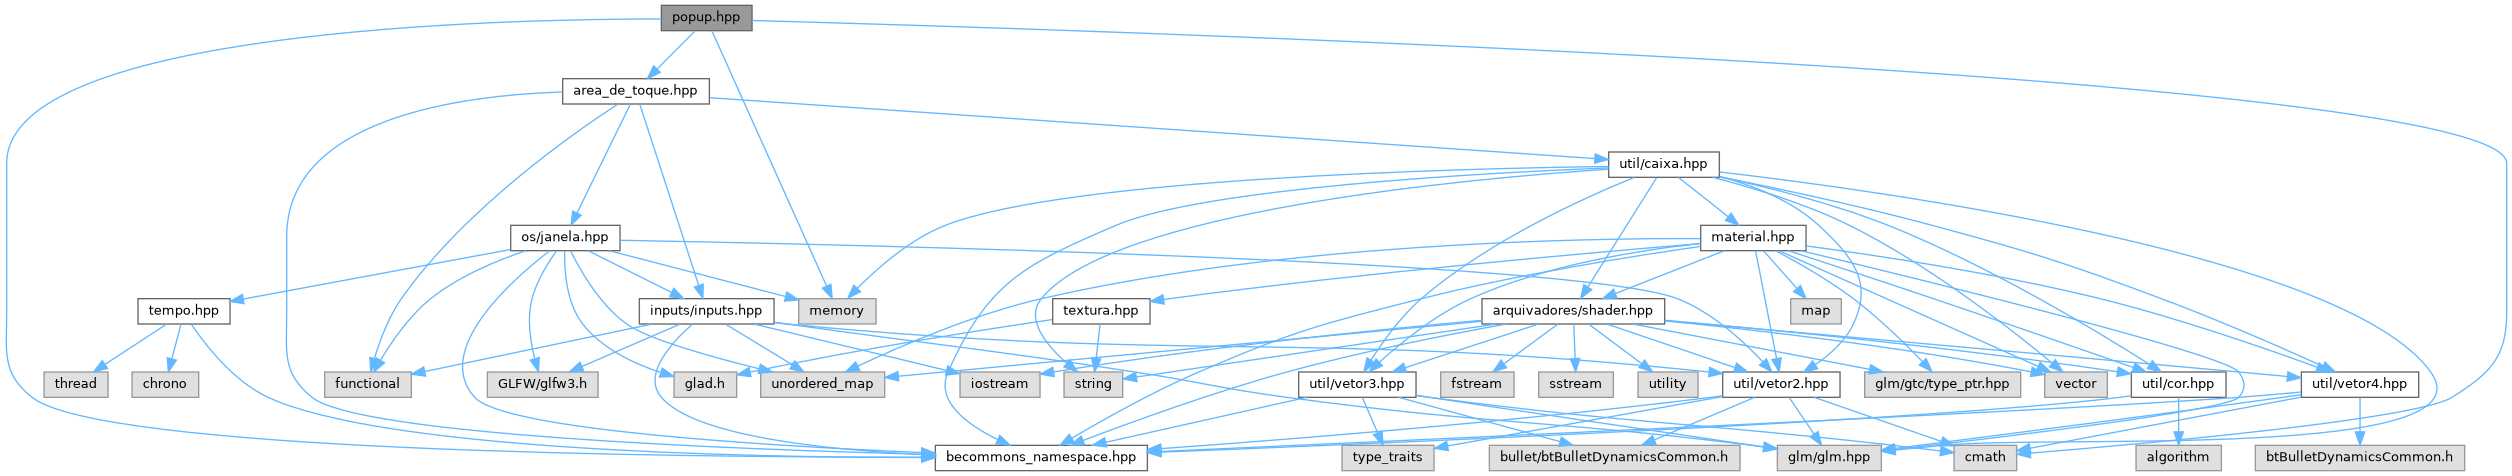 popup.hpp
area_de_toque.hpp
util/caixa.hpp
os/janela.hpp
material.hpp
tempo.hpp
inputs/inputs.hpp
memory
textura.hpp
arquivadores/shader.hpp
map
thread
chrono
functional
GLFW/glfw3.h
glad.h
unordered_map
iostream
string
util/vetor3.hpp
fstream
sstream
utility
util/vetor2.hpp
glm/gtc/type_ptr.hpp
vector
util/cor.hpp
util/vetor4.hpp
becommons_namespace.hpp
type_traits
bullet/btBulletDynamicsCommon.h
glm/glm.hpp
cmath
algorithm
btBulletDynamicsCommon.h